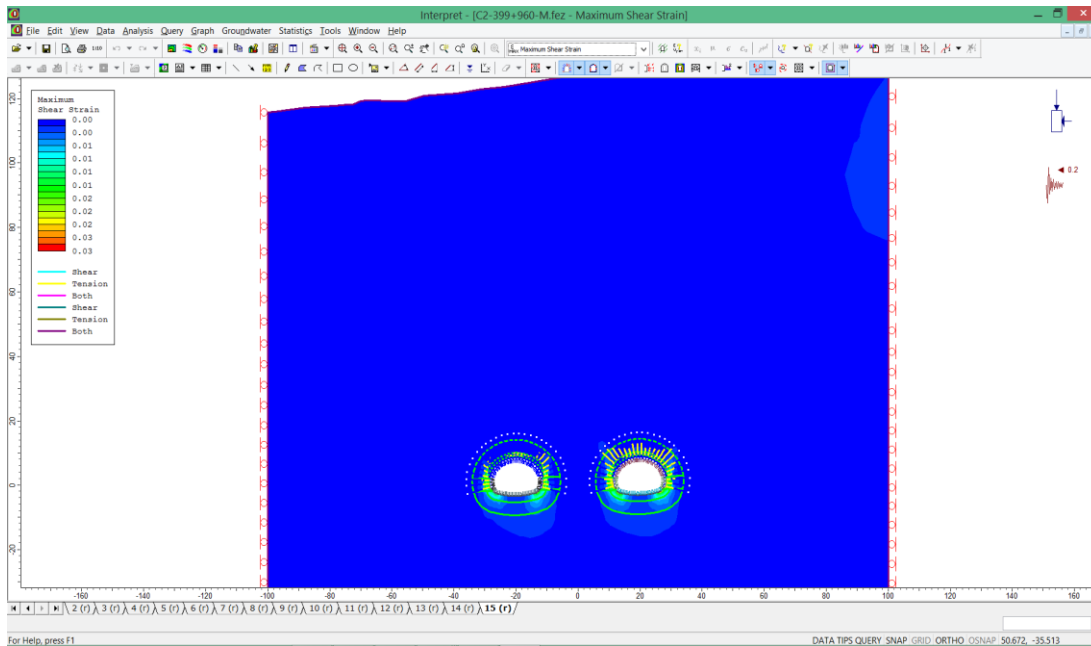 Interpret - [C2-399+960-M.fez - Maximum Shear Strain]
File Edit View Data Analysis Query Graph Groundwater Statistics Tools Window Help
Maximum Shear Strain
Maximum
Shear Strain
0.00
0.00
0.01
0.01
0.01
0.01
0.02
0.02
0.02
0.03
0.03
Shear
Tension
Both
Shear
Tension
Both
0.2
120
100
80
60
40
20
0
-20
-160 -140 -120 -100 -80 -60 -40 -20 0 20 40 60 80 100 120 140 160
2 (r) 3 (r) 4 (r) 5 (r) 6 (r) 7 (r) 8 (r) 9 (r) 10 (r) 11 (r) 12 (r) 13 (r) 14 (r) 15 (r)
For Help, press F1
DATA TIPS QUERY SNAP GRID ORTHO OSNAP 50.672, -35.513